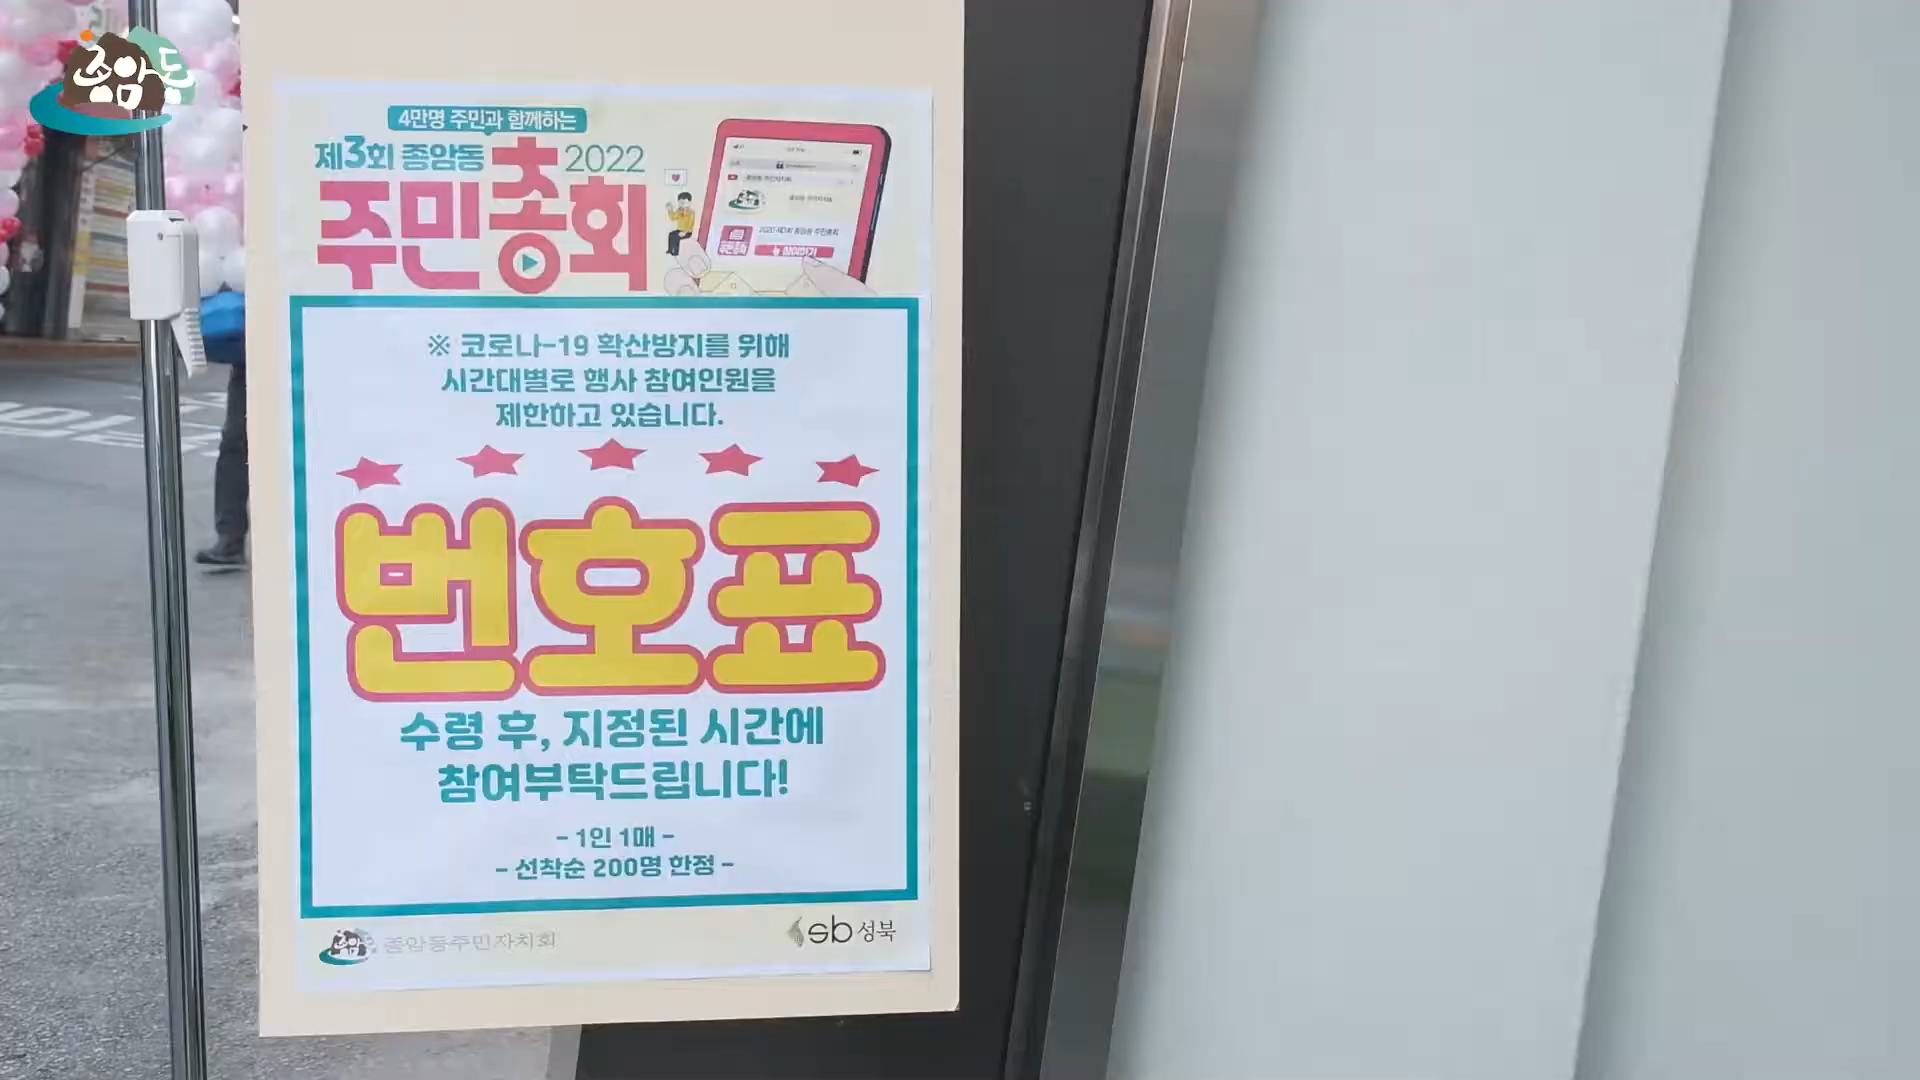 종암동
4만명 주민과 함께하는
제3회 종암동
2022
주민총회
※ 코로나-19 확산방지를 위해
시간대별로 행사 참여인원을
제한하고 있습니다.
번호표
수령 후, 지정된 시간에
참여부탁드립니다!
- 1인 1매 -
- 선착순 200명 한정 -
종암동주민자치회
sb 성북